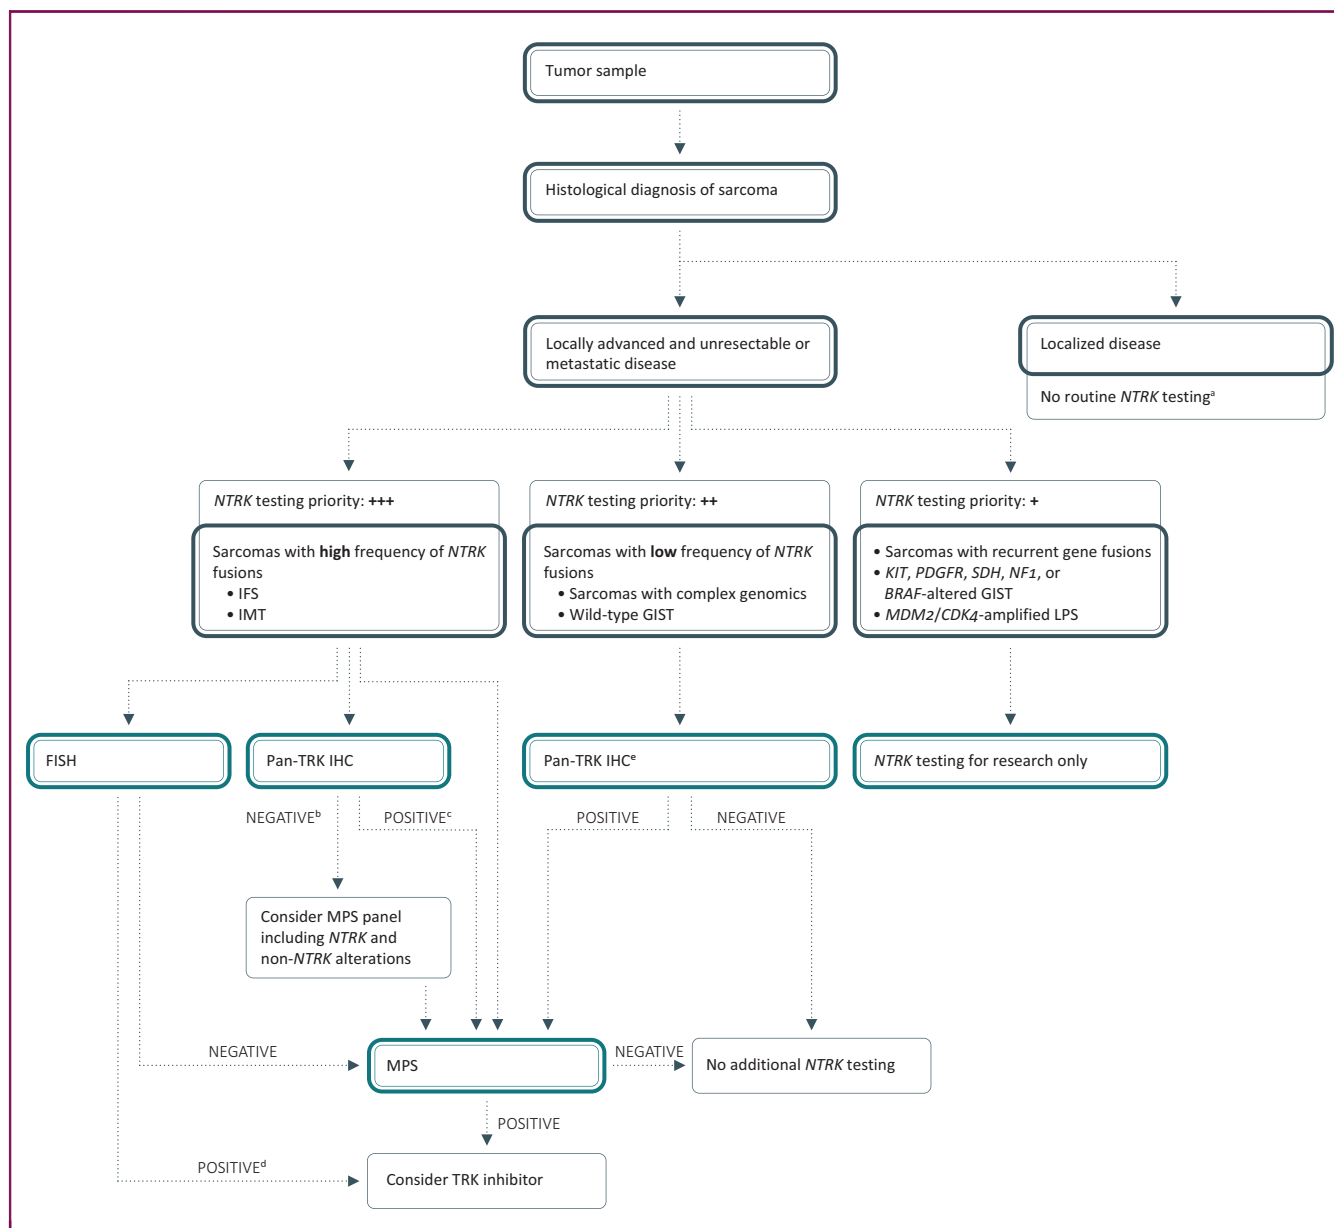 Tumor sample
Histological diagnosis of sarcoma
Locally advanced and unresectable or
metastatic disease
Localized disease
No routine NTRK testingᵃ
NTRK testing priority: +++
Sarcomas with high frequency of NTRK
fusions
• IFS
• IMT
NTRK testing priority: ++
Sarcomas with low frequency of NTRK
fusions
• Sarcomas with complex genomics
• Wild-type GIST
NTRK testing priority: +
• Sarcomas with recurrent gene fusions
• KIT, PDGFR, SDH, NF1, or
BRAF-altered GIST
• MDM2/CDK4-amplified LPS
FISH
Pan-TRK IHC
Pan-TRK IHCᵉ
NTRK testing for research only
NEGATIVEᵇ
POSITIVEᶜ
POSITIVE
NEGATIVE
Consider MPS panel
including NTRK and
non-NTRK alterations
NEGATIVE
MPS
NEGATIVE
No additional NTRK testing
POSITIVE
POSITIVEᵈ
Consider TRK inhibitor